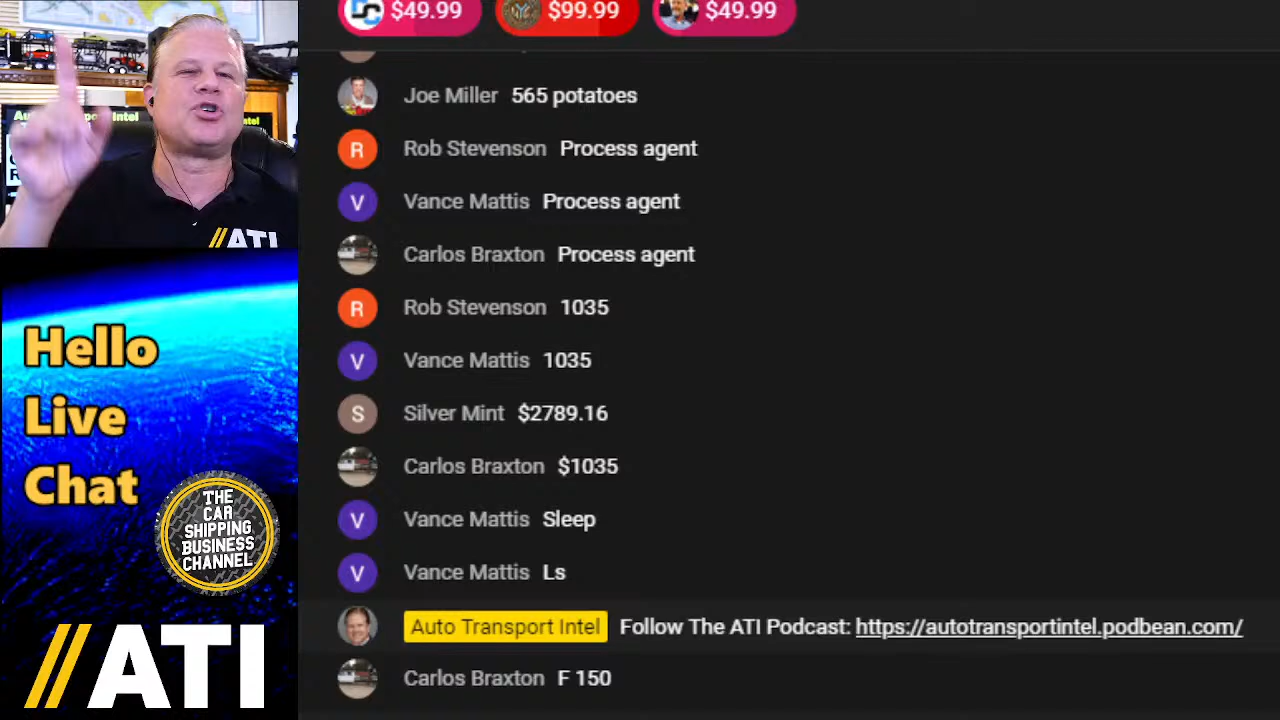 $49.99
$99.99
$49.99
Joe Miller 565 potatoes
Rob Stevenson Process agent
Vance Mattis Process agent
Carlos Braxton Process agent
Rob Stevenson 1035
Vance Mattis 1035
Silver Mint $2789.16
Carlos Braxton $1035
Vance Mattis Sleep
Vance Mattis Ls
Auto Transport Intel Follow The ATI Podcast: https://autotransportintel.podbean.com/
Carlos Braxton F 150
R
V
R
V
S
V
V
//ATI
Hello
Live
Chat
THE
CAR
SHIPPING
BUSINESS
CHANNEL
//ATI